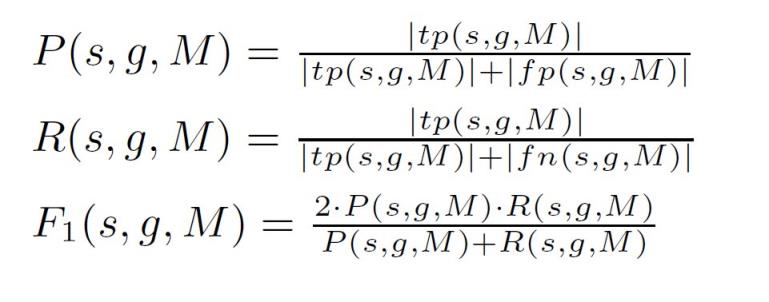 P(s, g, M) = |tp(s,g,M)| / |tp(s,g,M)|+|fp(s,g,M)|
R(s, g, M) = |tp(s,g,M)| / |tp(s,g,M)|+|fn(s,g,M)|
F₁(s, g, M) = 2·P(s,g,M)·R(s,g,M) / P(s,g,M)+R(s,g,M)